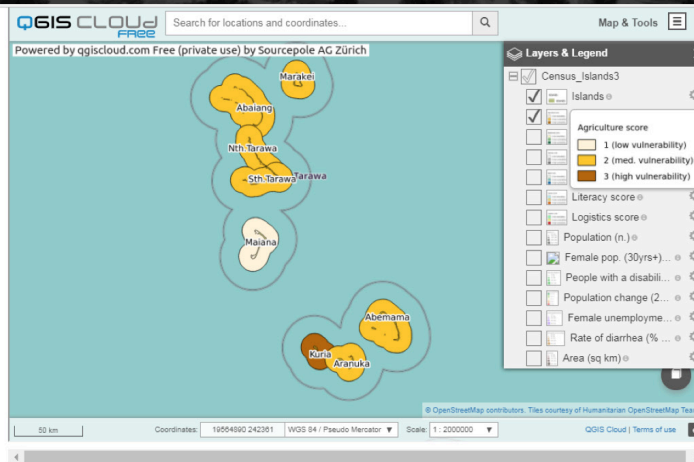 QGIS CLOUD
FREE
Search for locations and coordinates...
Map & Tools
Powered by qgiscloud.com Free (private use) by Sourcepole AG Zürich
Layers & Legend
Census_Islands3
Islands
Agriculture score
1 (low vulnerability)
2 (med. vulnerability)
3 (high vulnerability)
Literacy score
Logistics score
Population (n.)
Female pop. (30yrs+)...
People with a disabili...
Population change (2...
Female unemployme...
Rate of diarrhea (% ...
Area (sq km)
Marakei
Abaiang
Nth.Tarawa
Sth.Tarawa
Tarawa
Maiana
Abemama
Kuria
Aranuka
© OpenStreetMap contributors. Tiles courtesy of Humanitarian OpenStreetMap Tea
50 km
Coordinates:
19564890 242361
WGS 84 / Pseudo Mercator
Scale:
1 : 2000000
QGIS Cloud | Terms of use